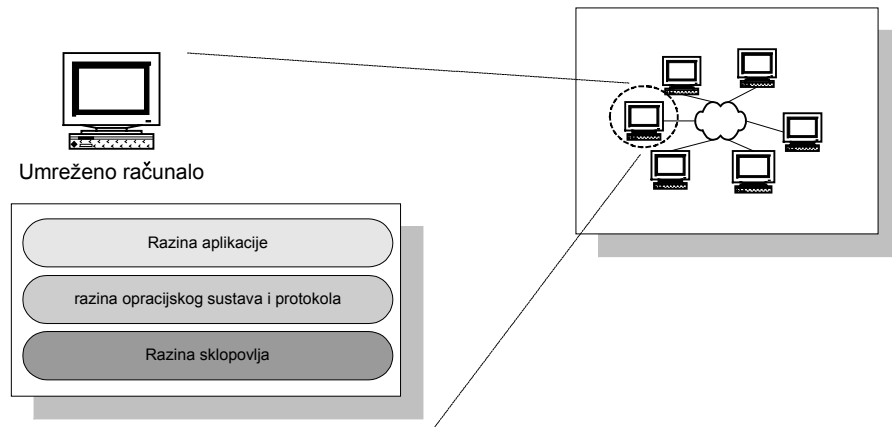 Umreženo računalo
Razina aplikacije
razina opracijskog sustava i protokola
Razina sklopovlja